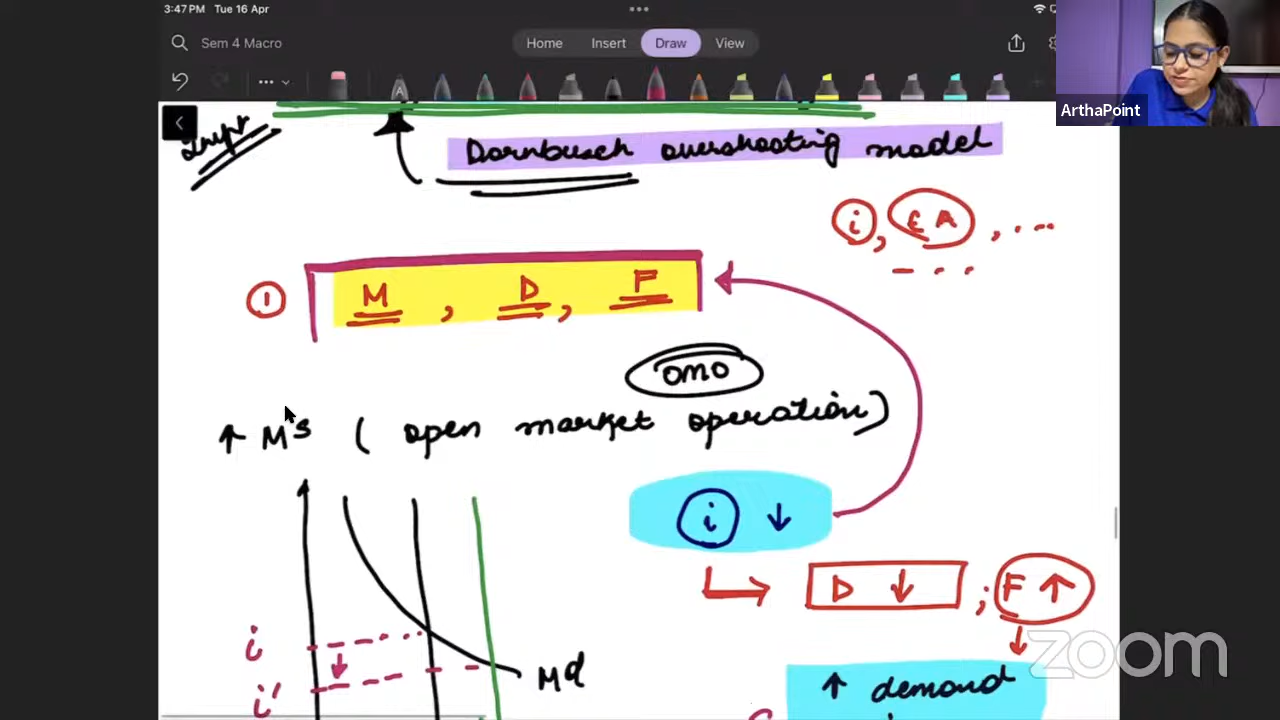 3:47 PM Tue 16 Apr
Sem 4 Macro
Home Insert Draw View
A
ArthaPoint
Dornbusch overshooting model
i, EA, ....
- ...
① M, D, F
OMO
↑ Mˢ (open market operation)
i ↓
D ↓ ; F ↑
i
i'
Mᵈ
↑ demand
zoom